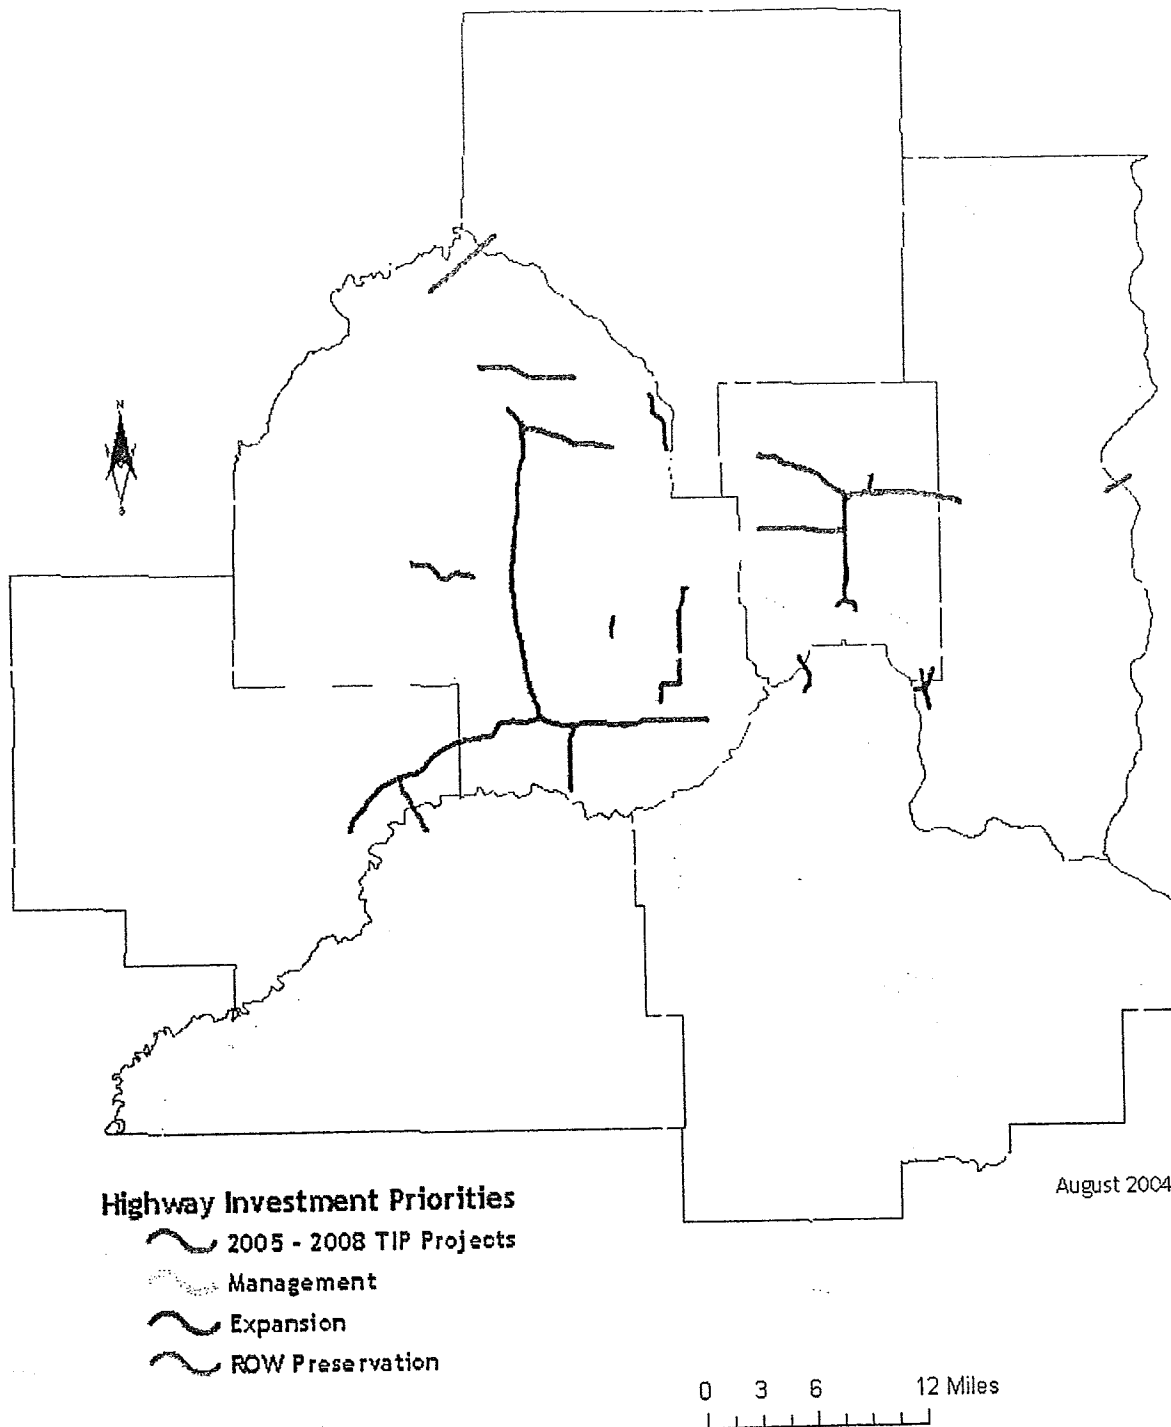 N
S
August 2004
Highway Investment Priorities
2005 - 2008 TIP Projects
Management
Expansion
ROW Preservation
0 3 6 12 Miles